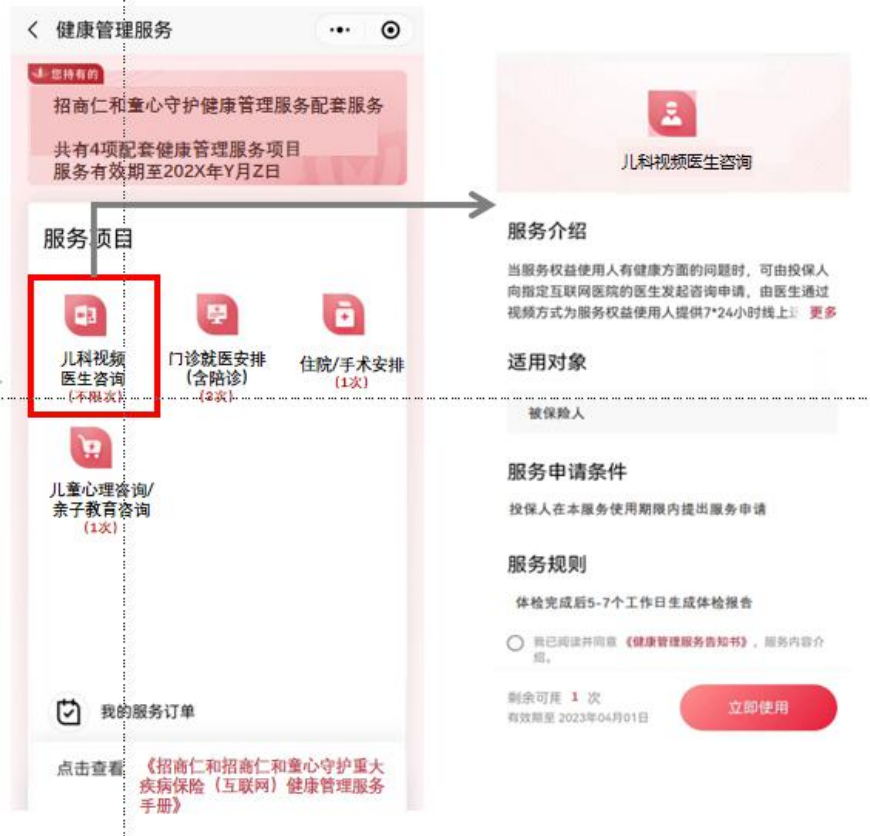 健康管理服务
您持有的
招商仁和童心守护健康管理服务配套服务
共有4项配套健康管理服务项目
服务有效期至202X年Y月Z日
服务项目
儿科视频
医生咨询
(不限次)
门诊就医安排
(含陪诊)
住院/手术安排
(1次)
儿童心理咨询/
亲子教育咨询
(1次)
我的服务订单
点击查看
《招商仁和招商仁和童心守护重大
疾病保险（互联网）健康管理服务
手册》
儿科视频医生咨询
服务介绍
当服务权益使用人有健康方面的问题时，可由投保人
向指定互联网医院的医生发起咨询申请，由医生通过
视频方式为服务权益使用人提供7*24小时线上 更多
适用对象
被保险人
服务申请条件
投保人在本服务使用期限内提出服务申请
服务规则
体检完成后5-7个工作日生成体检报告
我已阅读并同意《健康管理服务告知书》，服务内容介
绍。
剩余可用 1 次
有效期至 2023年04月01日
立即使用